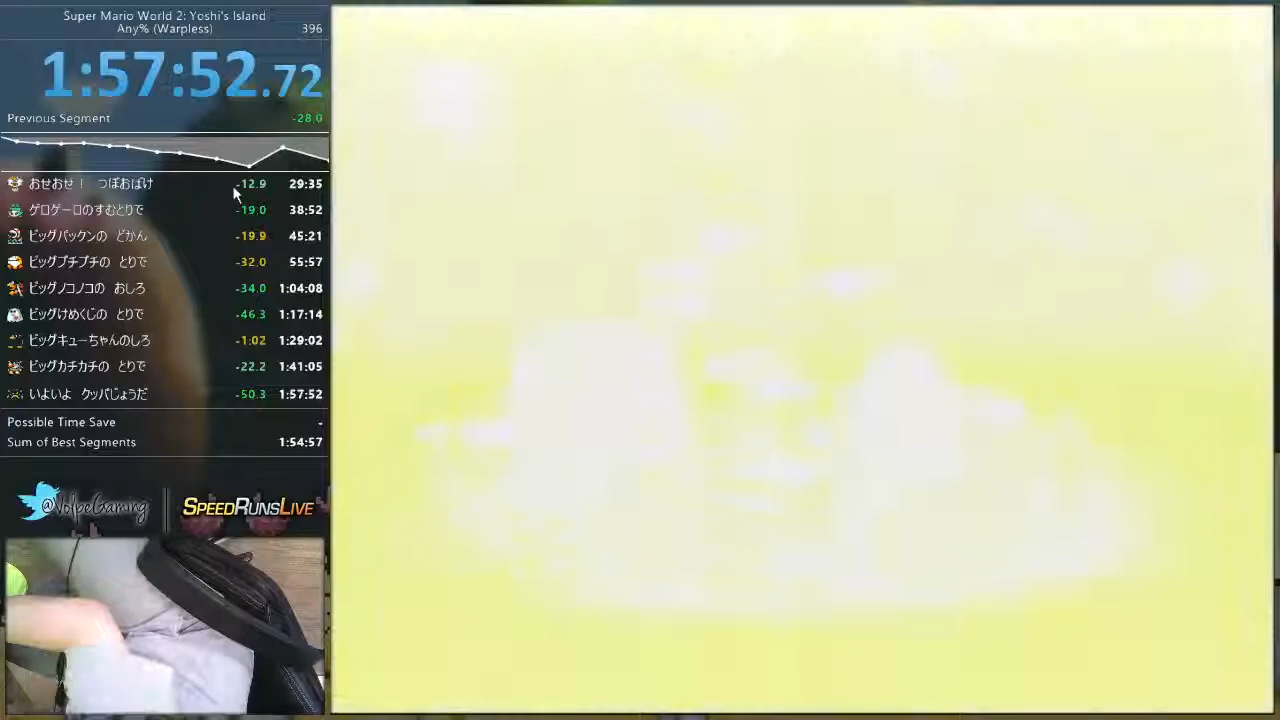 Super Mario World 2: Yoshi's Island
Any% (Warpless)
396
1:57:52.72
Previous Segment -28.0
おせおせ！ つぼおばけ -12.9 29:35
ゲロゲーロのすむとりで -19.0 38:52
ビッグパックンの どかん -19.9 45:21
ビッグプチプチの とりで -32.0 55:57
ビッグノコノコの おしろ -34.0 1:04:08
ビッグけめくじの とりで -46.3 1:17:14
ビッグキューちゃんのしろ -1:02 1:29:02
ビッグカチカチの とりで -22.2 1:41:05
いよいよ クッパじょうだ -50.3 1:57:52
Possible Time Save -
Sum of Best Segments 1:54:57
@VolpeGaming
SPEEDRUNSLIVE